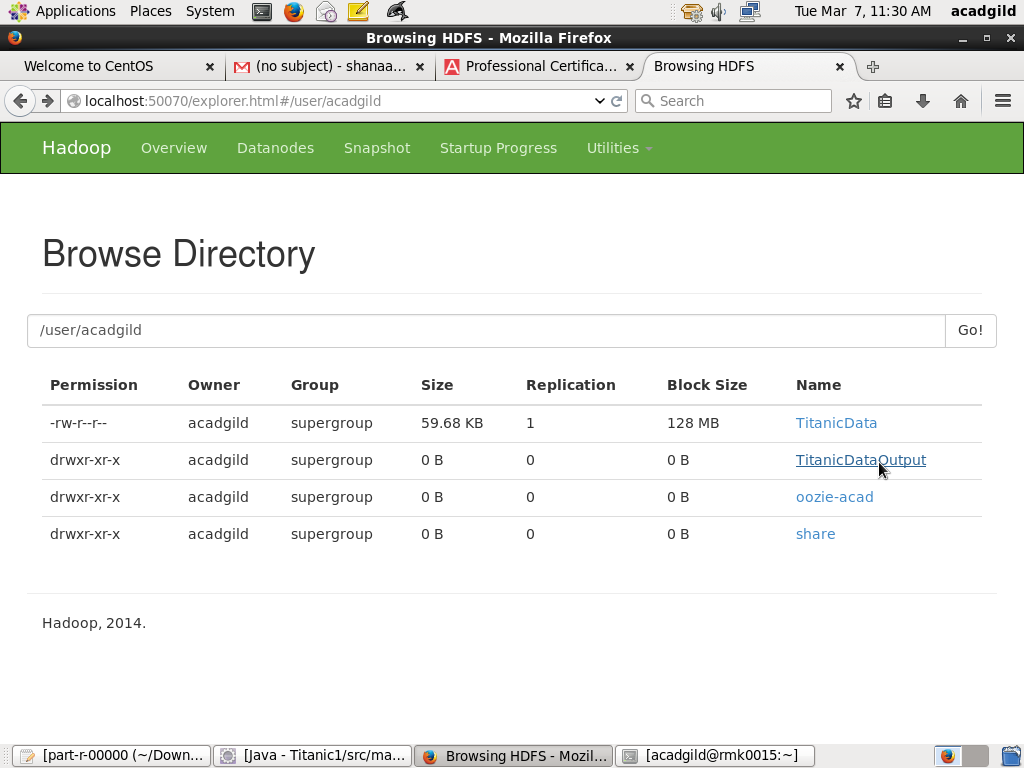 Applications Places System Tue Mar 7, 11:30 AM acadgild
Browsing HDFS - Mozilla Firefox
Welcome to CentOS (no subject) - shanaa... Professional Certifica... Browsing HDFS
localhost:50070/explorer.html#/user/acadgild Search
Hadoop Overview Datanodes Snapshot Startup Progress Utilities
Browse Directory
/user/acadgild Go!
Permission Owner Group Size Replication Block Size Name
-rw-r--r-- acadgild supergroup 59.68 KB 1 128 MB TitanicData
drwxr-xr-x acadgild supergroup 0 B 0 0 B TitanicDataOutput
drwxr-xr-x acadgild supergroup 0 B 0 0 B oozie-acad
drwxr-xr-x acadgild supergroup 0 B 0 0 B share
Hadoop, 2014.
[part-r-00000 (~/Down... [Java - Titanic1/src/ma... Browsing HDFS - Mozil... [acadgild@rmk0015:~]